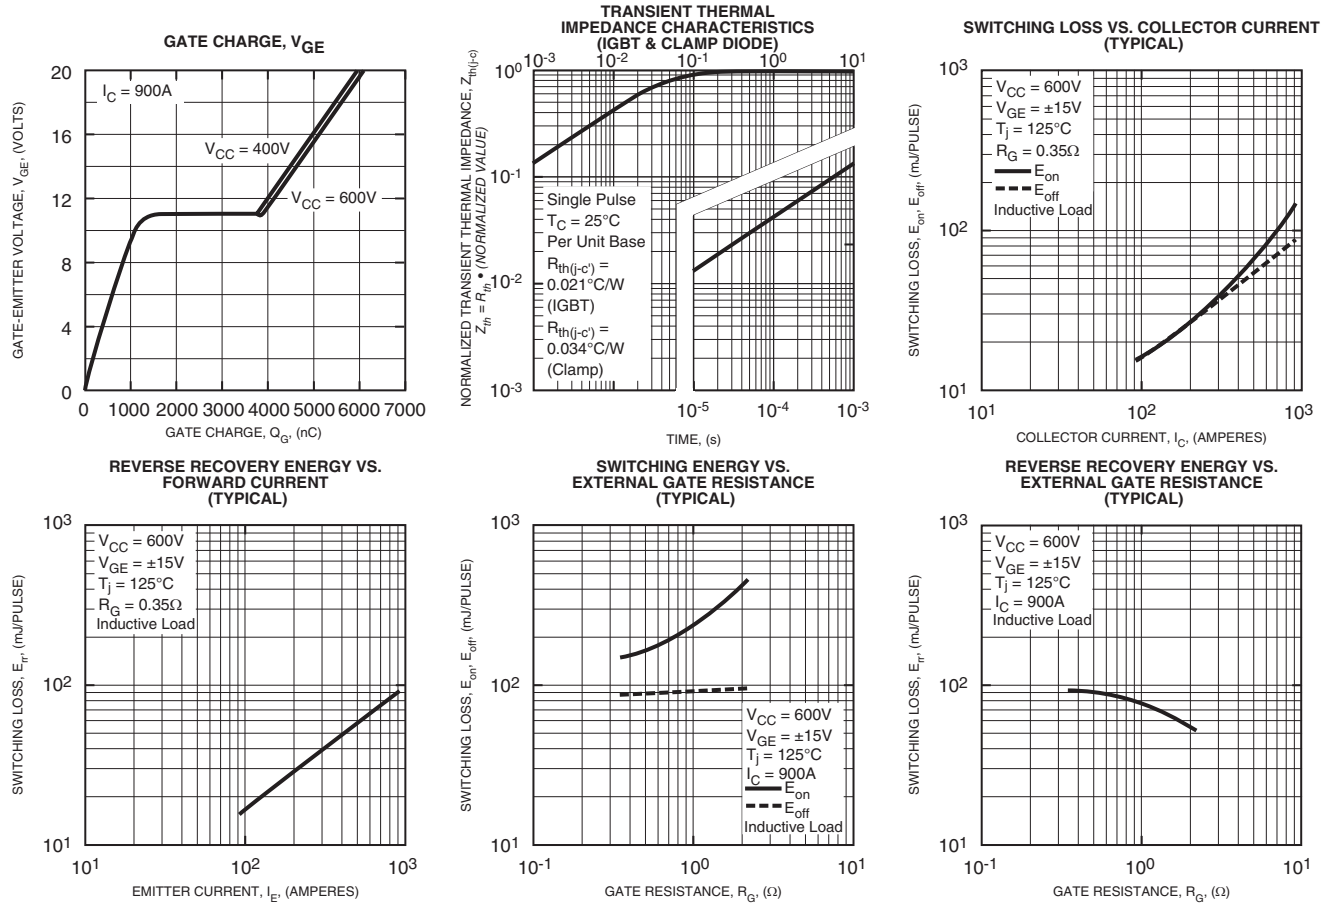 GATE CHARGE, VGE
GATE-EMITTER VOLTAGE, VGE, (VOLTS)
20
16
12
8
4
0
IC = 900A
VCC = 400V
VCC = 600V
0 1000 2000 3000 4000 5000 6000 7000
GATE CHARGE, QG, (nC)
TRANSIENT THERMAL
IMPEDANCE CHARACTERISTICS
(IGBT & CLAMP DIODE)
NORMALIZED TRANSIENT THERMAL IMPEDANCE, Zth(j-c)
Zth = Rth • (NORMALIZED VALUE)
10-3 10-2 10-1 100 101
100
10-1
10-2
10-3
Single Pulse
TC = 25°C
Per Unit Base
Rth(j-c') =
0.021°C/W
(IGBT)
Rth(j-c') =
0.034°C/W
(Clamp)
10-5 10-4 10-3
TIME, (s)
SWITCHING LOSS VS. COLLECTOR CURRENT
(TYPICAL)
SWITCHING LOSS, Eon, Eoff, (mJ/PULSE)
103
102
101
VCC = 600V
VGE = ±15V
Tj = 125°C
RG = 0.35Ω
Eon
Eoff
Inductive Load
101 102 103
COLLECTOR CURRENT, IC, (AMPERES)
REVERSE RECOVERY ENERGY VS.
FORWARD CURRENT
(TYPICAL)
SWITCHING LOSS, Err, (mJ/PULSE)
103
102
101
VCC = 600V
VGE = ±15V
Tj = 125°C
RG = 0.35Ω
Inductive Load
101 102 103
EMITTER CURRENT, IE, (AMPERES)
SWITCHING ENERGY VS.
EXTERNAL GATE RESISTANCE
(TYPICAL)
SWITCHING LOSS, Eon, Eoff, (mJ/PULSE)
103
102
101
VCC = 600V
VGE = ±15V
Tj = 125°C
IC = 900A
Eon
Eoff
Inductive Load
10-1 100 101
GATE RESISTANCE, RG, (Ω)
REVERSE RECOVERY ENERGY VS.
EXTERNAL GATE RESISTANCE
(TYPICAL)
SWITCHING LOSS, Err, (mJ/PULSE)
103
102
101
VCC = 600V
VGE = ±15V
Tj = 125°C
IC = 900A
Inductive Load
10-1 100 101
GATE RESISTANCE, RG, (Ω)